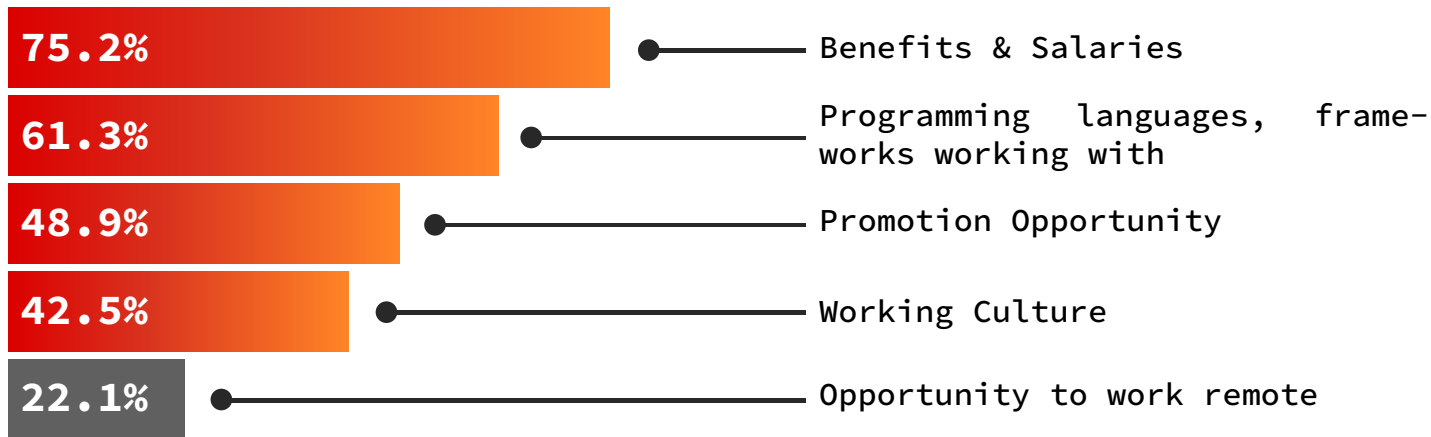 75.2%
Benefits & Salaries
61.3%
Programming languages, frame-
works working with
48.9%
Promotion Opportunity
42.5%
Working Culture
22.1%
Opportunity to work remote